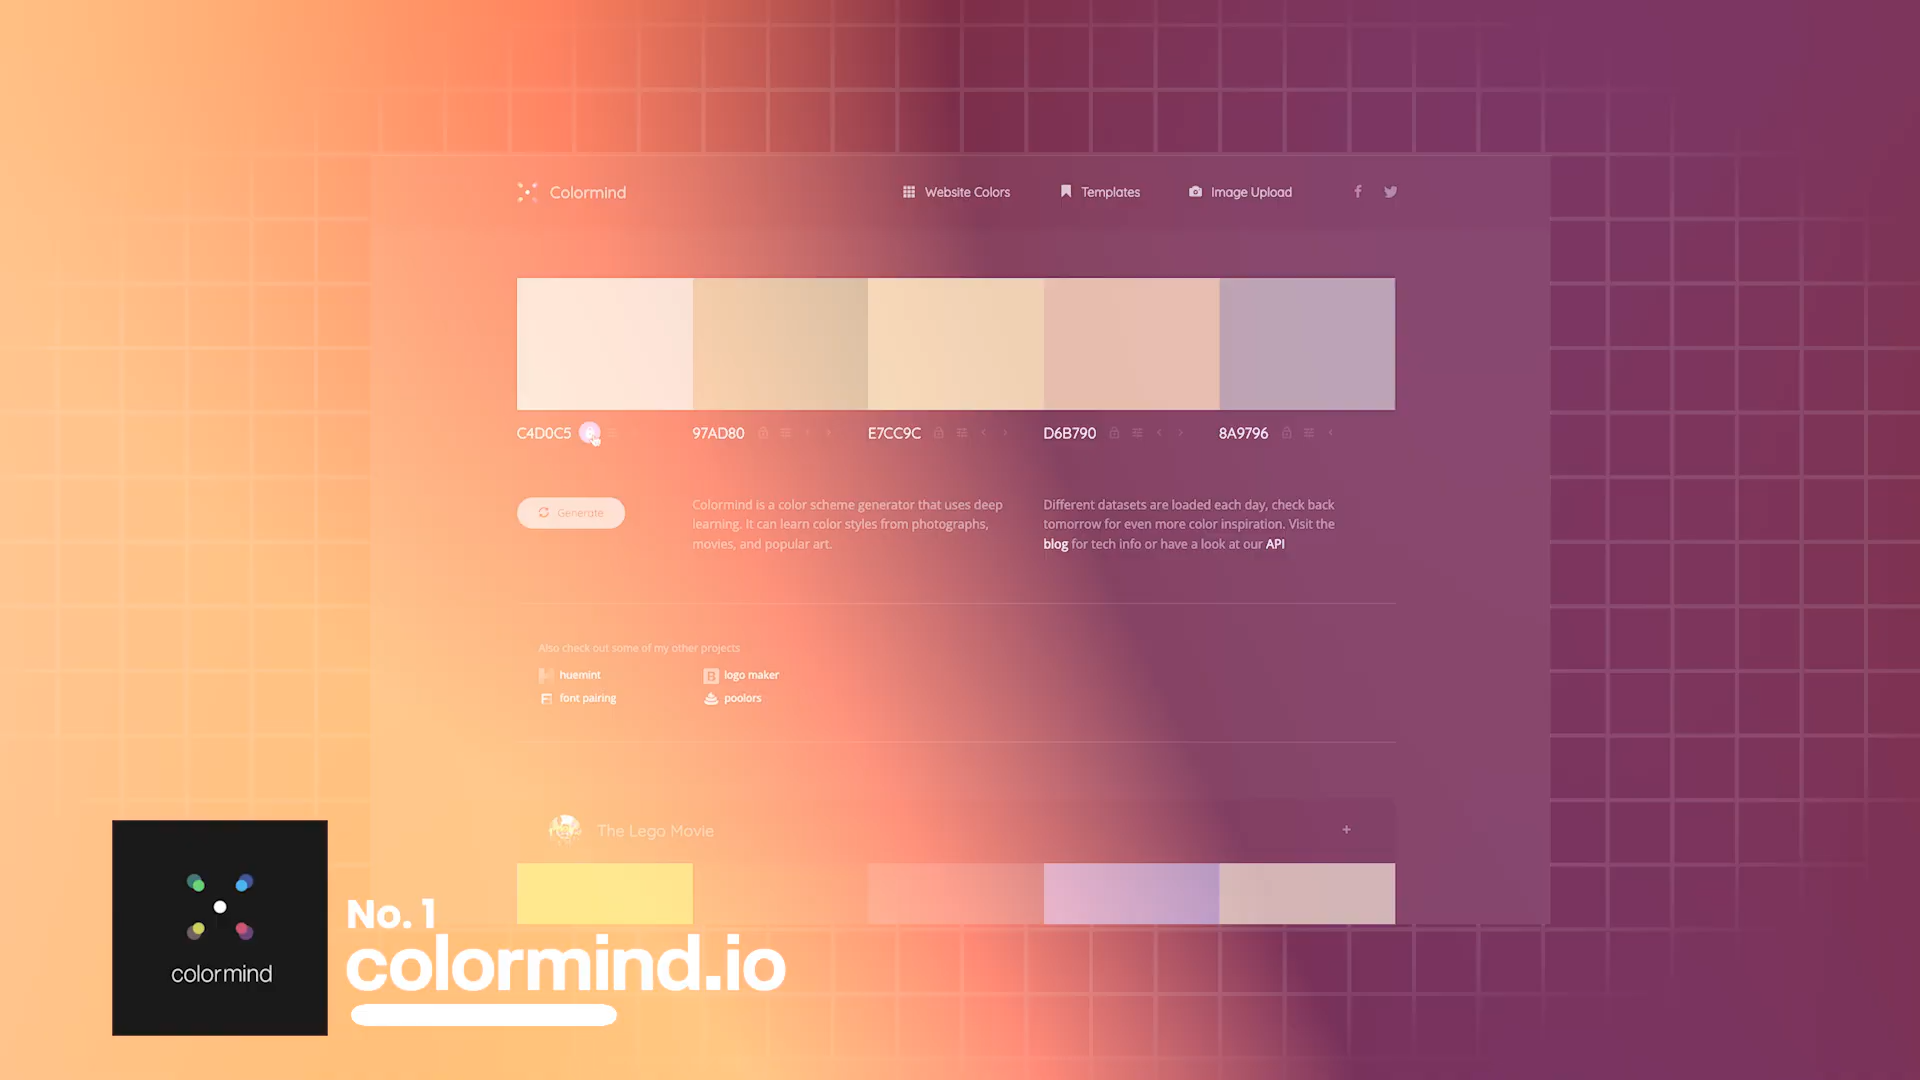 Colormind
Website Colors
Templates
Image Upload
C4D0C5
97AD80
E7CC9C
D6B790
8A9796
Generate
Colormind is a color scheme generator that uses deep
learning. It can learn color styles from photographs,
movies, and popular art.
Different datasets are loaded each day, check back
tomorrow for even more color inspiration. Visit the
blog for tech info or have a look at our API
Also check out some of my other projects
huemint
logo maker
font pairing
poolors
The Lego Movie
+
colormind
No. 1
colormind.io